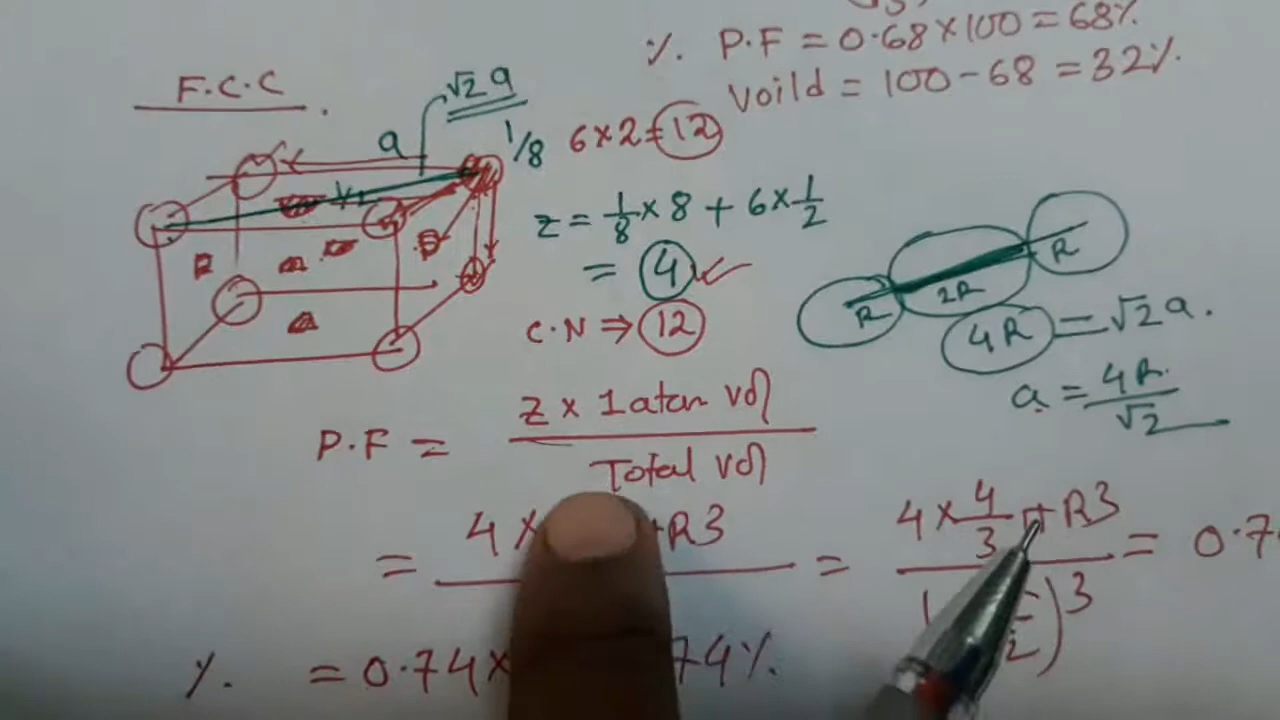 % P.F = 0.68 × 100 = 68%
Voild = 100 - 68 = 32%
F.C.C
√2 a
a
1/8
6 × 2 = 12
z = 1/8 × 8 + 6 × 1/2
= 4
C.N ⇒ 12
R 2R R
4R = √2 a.
a = 4R/√2
P.F = z × 1 atom vol / Total vol
= 4 × R3 = 4 × 4/3 π R3 / ( )3 = 0.7
% = 0.74 × 74%